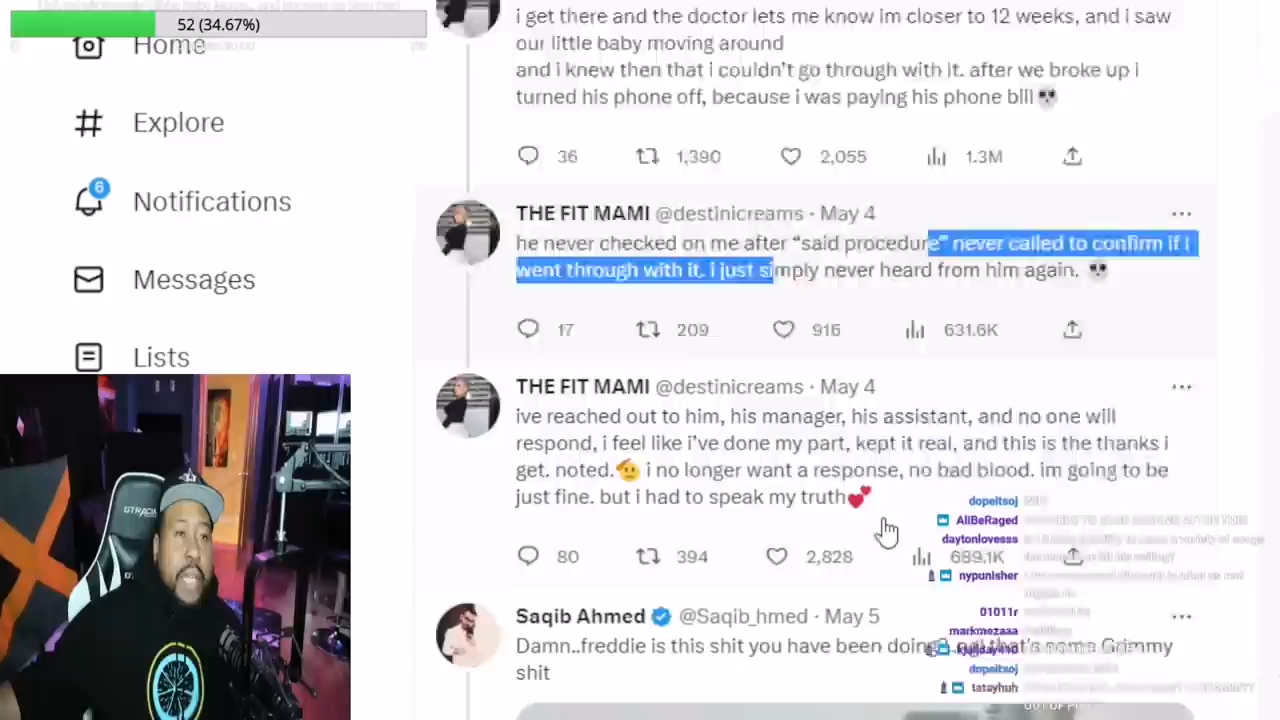 52 (34.67%)
Home
Explore
6
Notifications
Messages
Lists
GTRACING
i get there and the doctor lets me know im closer to 12 weeks, and i saw
our little baby moving around
and i knew then that i couldn't go through with it. after we broke up i
turned his phone off, because i was paying his phone bill💀
36 1,390 2,055 1.3M
THE FIT MAMI @destinicreams · May 4
he never checked on me after “said procedure” never called to confirm if i
went through with it. i just simply never heard from him again. 💀
17 209 916 631.6K
THE FIT MAMI @destinicreams · May 4
ive reached out to him, his manager, his assistant, and no one will
respond, i feel like i've done my part, kept it real, and this is the thanks i
get. noted.🫡 i no longer want a response, no bad blood. im going to be
just fine. but i had to speak my truth💕
80 394 2,828 689.1K
Saqib Ahmed @Saqib_hmed · May 5
Damn..freddie is this shit you have been doing that's some Grimmy
shit
dopeitsoj
AliBeRaged
daytonlovesss
nypunisher
01011r
markmezaaa
dopeitsoj
tatayhuh